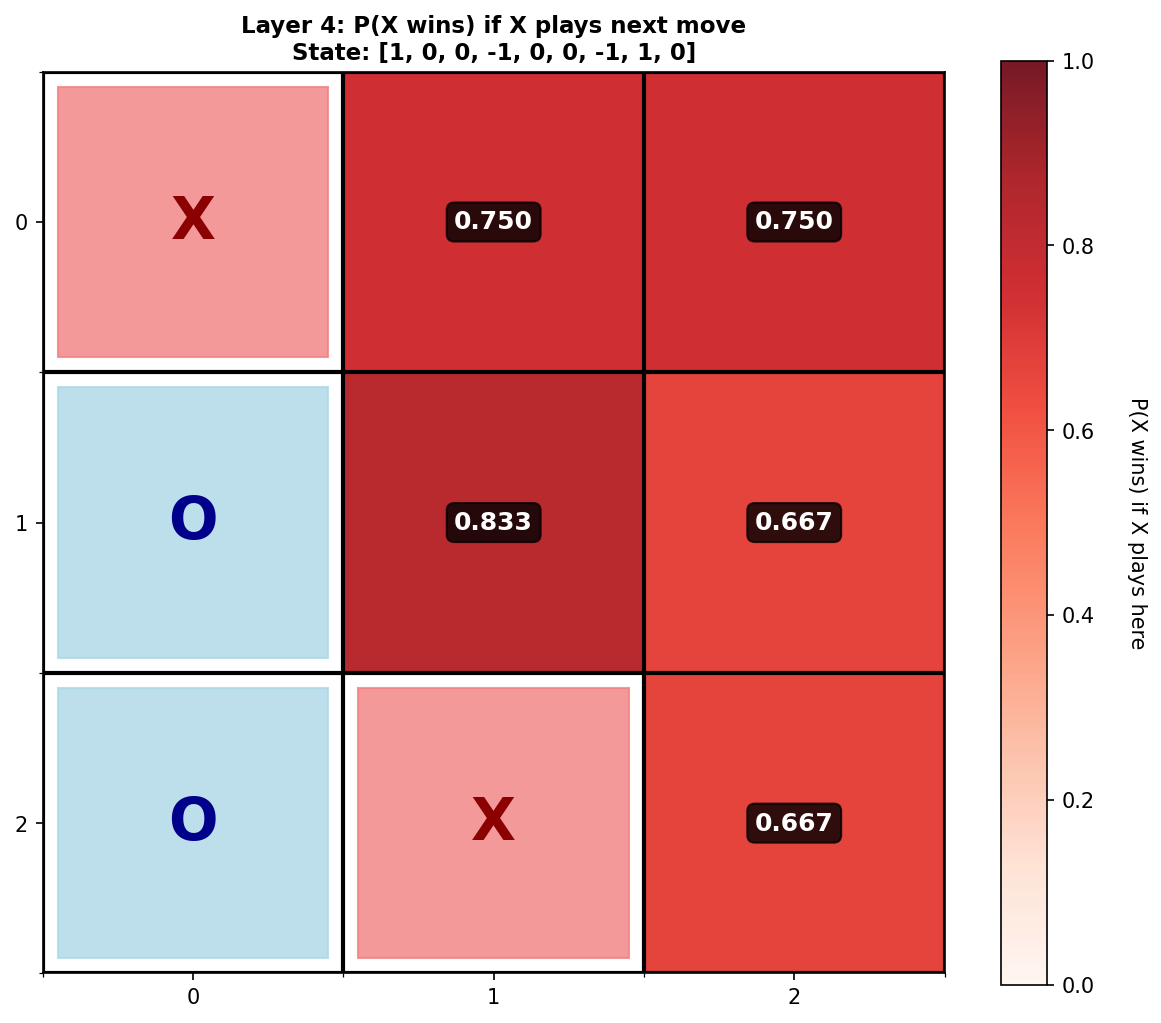 Layer 4: P(X wins) if X plays next move
State: [1, 0, 0, -1, 0, 0, -1, 1, 0]
X
0.750
0.750
O
0.833
0.667
O
X
0.667
0
1
2
0
1
2
1.0
0.8
0.6
0.4
0.2
0.0
P(X wins) if X plays here